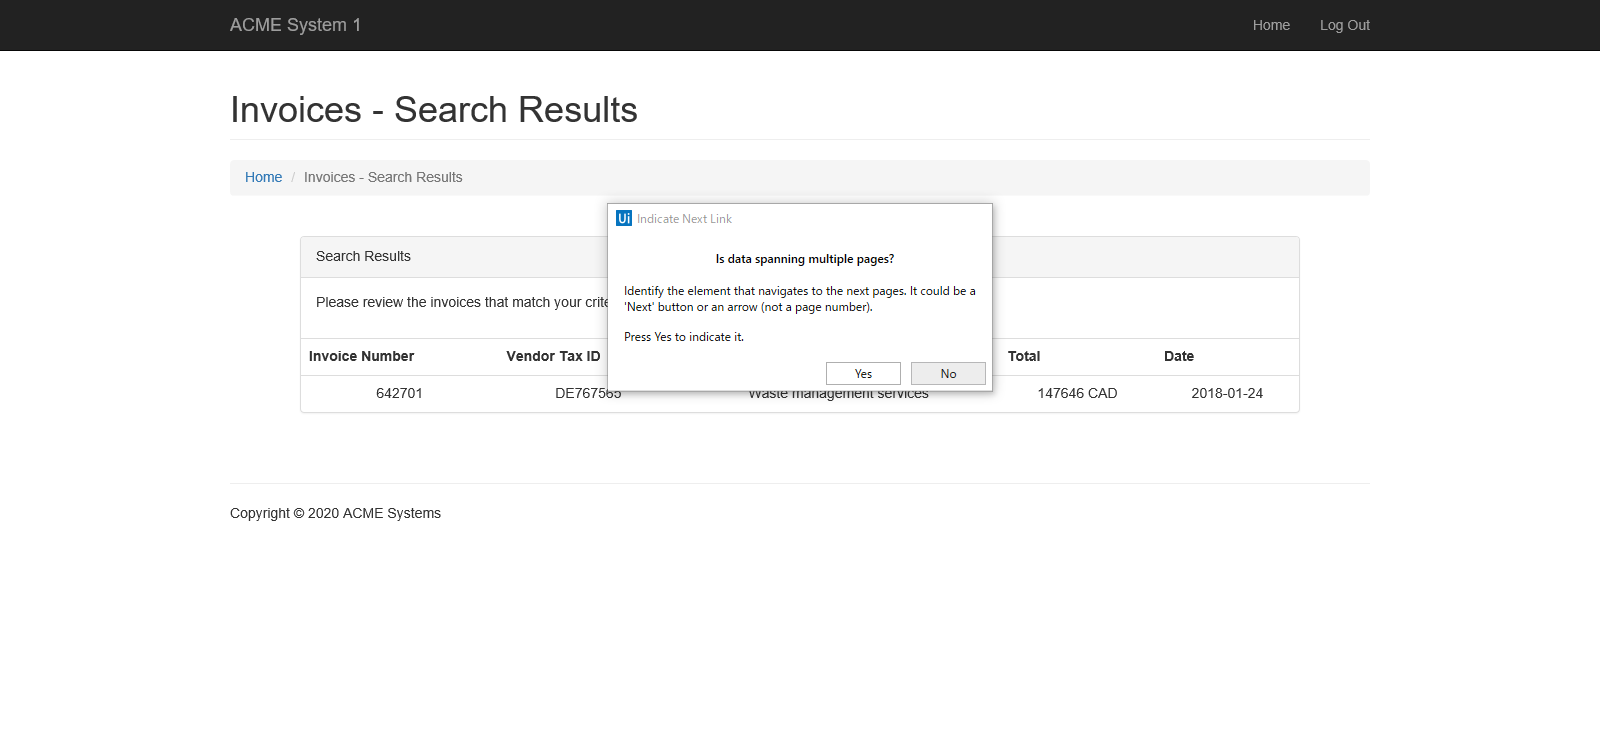 ACME System 1
Home
Log Out
Invoices - Search Results
Home / Invoices - Search Results
Ui Indicate Next Link
Is data spanning multiple pages?
Identify the element that navigates to the next pages. It could be a
'Next' button or an arrow (not a page number).
Press Yes to indicate it.
Yes
No
Search Results
Please review the invoices that match your
Invoice Number
Vendor Tax ID
Total
Date
642701
DE767565
Waste management services
147646 CAD
2018-01-24
Copyright © 2020 ACME Systems